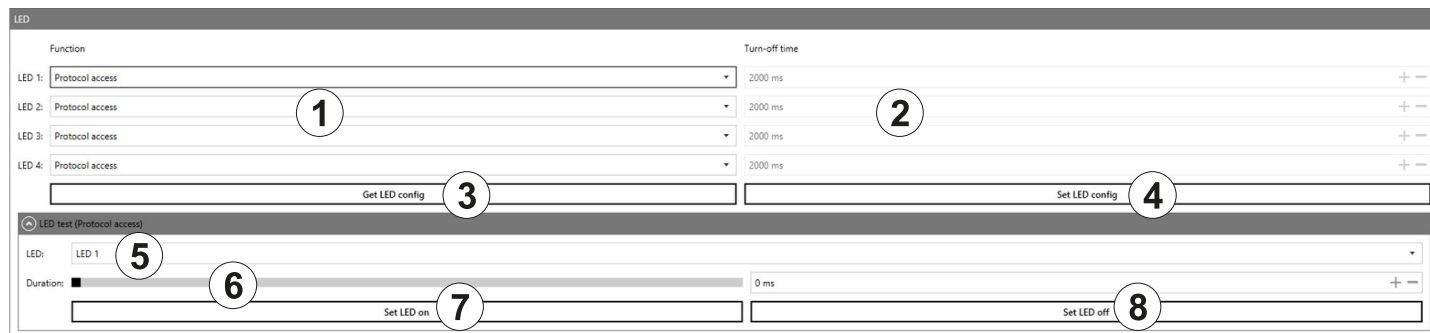 LED
Function Turn-off time
LED 1: Protocol access 2000 ms
LED 2: Protocol access 2000 ms
1 2
LED 3: Protocol access 2000 ms
LED 4: Protocol access 2000 ms
Get LED config 3 Set LED config 4
LED test (Protocol access)
LED: LED 1 5
Duration: 6 0 ms
Set LED on 7 Set LED off 8